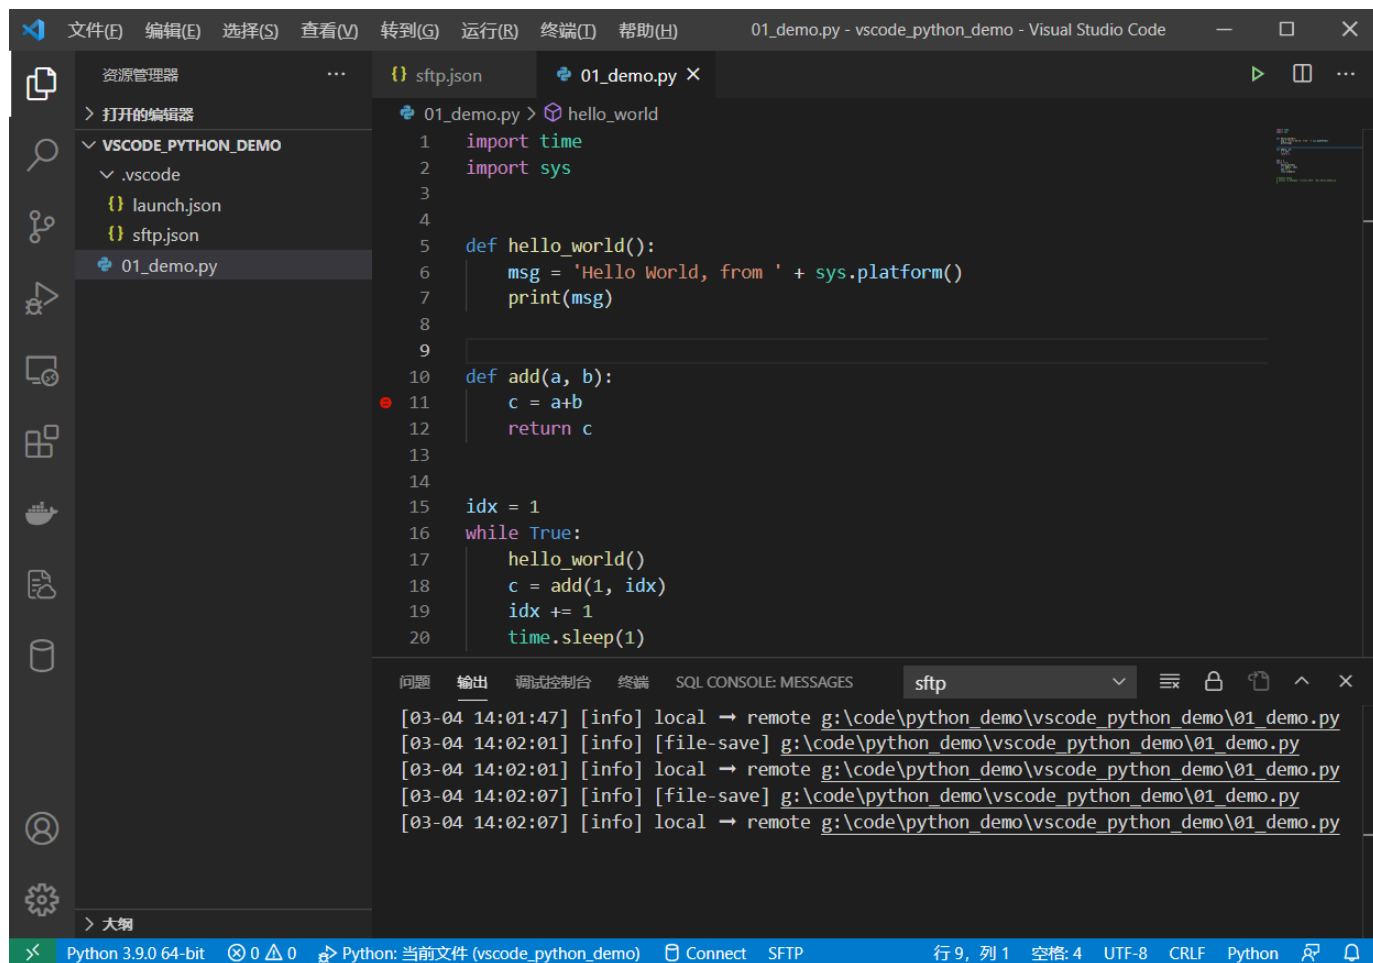 文件(F) 编辑(E) 选择(S) 查看(V) 转到(G) 运行(R) 终端(T) 帮助(H) 01_demo.py - vscode_python_demo - Visual Studio Code
资源管理器
打开的编辑器
VSCODE_PYTHON_DEMO
.vscode
{} launch.json
{} sftp.json
01_demo.py
大纲
{} sftp.json 01_demo.py
01_demo.py > hello_world
1 import time
2 import sys
3
4
5 def hello_world():
6 msg = 'Hello World, from ' + sys.platform()
7 print(msg)
8
9
10 def add(a, b):
11 c = a+b
12 return c
13
14
15 idx = 1
16 while True:
17 hello_world()
18 c = add(1, idx)
19 idx += 1
20 time.sleep(1)
问题 输出 调试控制台 终端 SQL CONSOLE: MESSAGES sftp
[03-04 14:01:47] [info] local → remote g:\code\python_demo\vscode_python_demo\01_demo.py
[03-04 14:02:01] [info] [file-save] g:\code\python_demo\vscode_python_demo\01_demo.py
[03-04 14:02:01] [info] local → remote g:\code\python_demo\vscode_python_demo\01_demo.py
[03-04 14:02:07] [info] [file-save] g:\code\python_demo\vscode_python_demo\01_demo.py
[03-04 14:02:07] [info] local → remote g:\code\python_demo\vscode_python_demo\01_demo.py
Python 3.9.0 64-bit 0 0 Python: 当前文件 (vscode_python_demo) Connect SFTP 行 9，列 1 空格: 4 UTF-8 CRLF Python